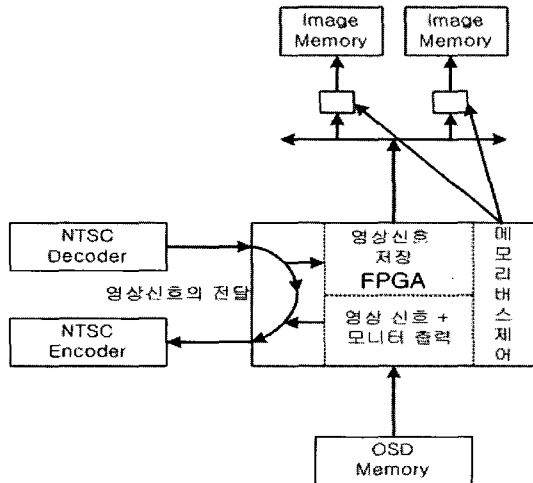 Image
Memory
Image
Memory
NTSC
Decoder
영상신호의 전달
NTSC
Encoder
영상신호
저장
FPGA
영상 신호 +
모니터 출력
메모리버스제어
OSD
Memory